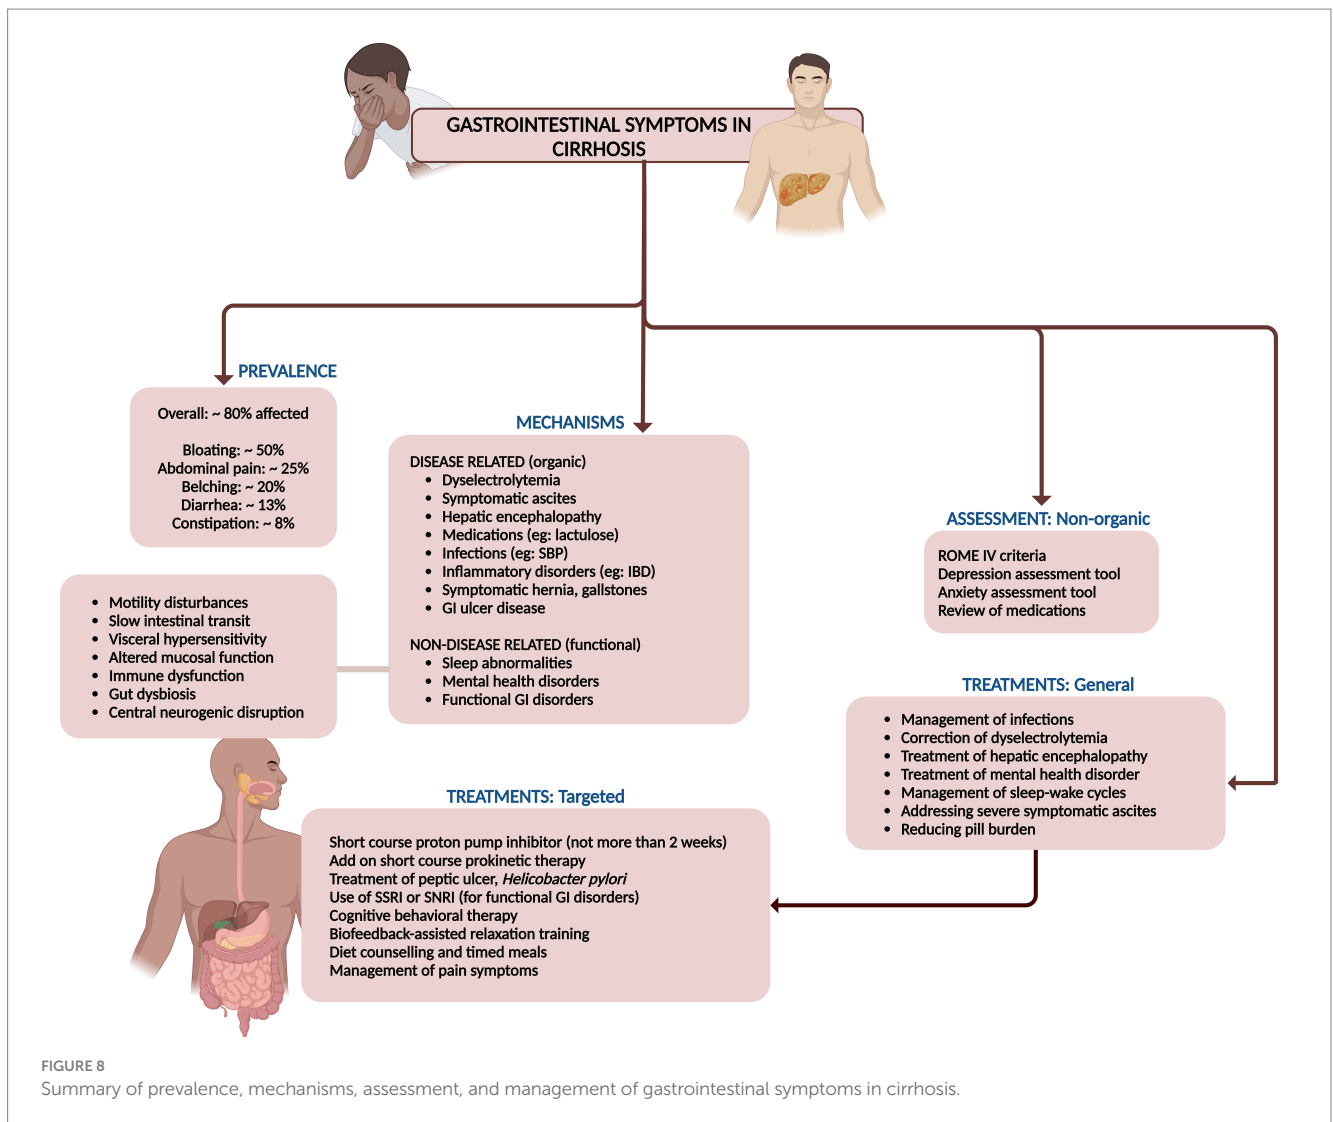 GASTROINTESTINAL SYMPTOMS IN
CIRRHOSIS
PREVALENCE
Overall: ~ 80% affected
Bloating: ~ 50%
Abdominal pain: ~ 25%
Belching: ~ 20%
Diarrhea: ~ 13%
Constipation: ~ 8%
MECHANISMS
DISEASE RELATED (organic)
• Dyselectrolytemia
• Symptomatic ascites
• Hepatic encephalopathy
• Medications (eg: lactulose)
• Infections (eg: SBP)
• Inflammatory disorders (eg: IBD)
• Symptomatic hernia, gallstones
• GI ulcer disease
NON-DISEASE RELATED (functional)
• Sleep abnormalities
• Mental health disorders
• Functional GI disorders
• Motility disturbances
• Slow intestinal transit
• Visceral hypersensitivity
• Altered mucosal function
• Immune dysfunction
• Gut dysbiosis
• Central neurogenic disruption
ASSESSMENT: Non-organic
ROME IV criteria
Depression assessment tool
Anxiety assessment tool
Review of medications
TREATMENTS: General
• Management of infections
• Correction of dyselectrolytemia
• Treatment of hepatic encephalopathy
• Treatment of mental health disorder
• Management of sleep-wake cycles
• Addressing severe symptomatic ascites
• Reducing pill burden
TREATMENTS: Targeted
Short course proton pump inhibitor (not more than 2 weeks)
Add on short course prokinetic therapy
Treatment of peptic ulcer, Helicobacter pylori
Use of SSRI or SNRI (for functional GI disorders)
Cognitive behavioral therapy
Biofeedback-assisted relaxation training
Diet counselling and timed meals
Management of pain symptoms
FIGURE 8
Summary of prevalence, mechanisms, assessment, and management of gastrointestinal symptoms in cirrhosis.